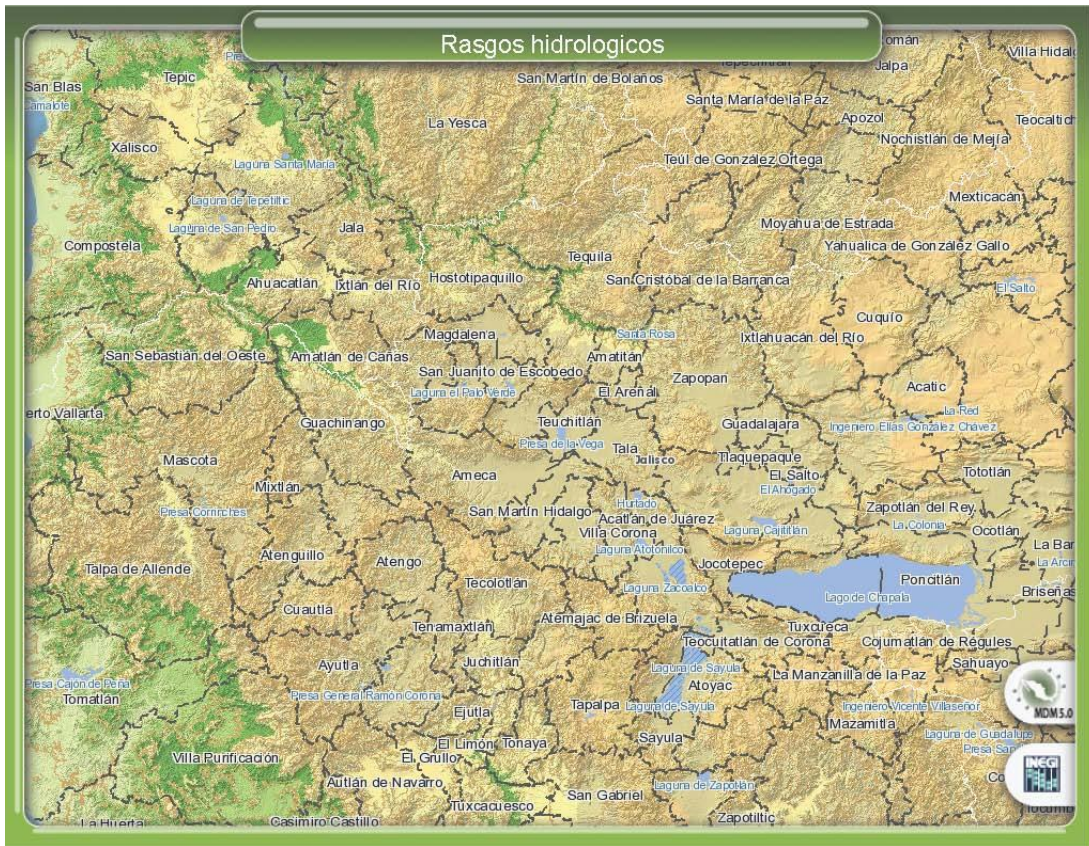 Rasgos hidrologicos
Villa Hidalg
Jalpa
San Blas
Tepic
San Martín de Bolaños
Santa María de la Paz
La Yesca
Apozol
Teocaltich
Nochistlán de Mejía
Xalisco
Laguna Santa María
Teúl de González Ortega
Laguna de Tepetiltic
Mexticacán
Laguna de San Pedro
Jala
Moyahua de Estrada
Compostela
Yahualica de González Gallo
Tequila
Ahuacatlán
Ixtlán del Río
Hostotipaquillo
San Cristóbal de la Barranca
El Salto
Cuquío
Magdalena
Santa Rosa
Ixtlahuacán del Río
San Sebastián del Oeste
Amatlán de Cañas
Amatitán
San Juanito de Escobedo
Zapopan
Laguna el Palo Verde
El Arenal
Acatic
erto Vallarta
La Red
Guachinango
Teuchitlán
Guadalajara
Ingeniero Elías González Chávez
Presa de la Vega
Tala
Jalisco
Tlaquepaque
Mascota
Ameca
El Salto
Tototlán
Mixtlán
El Ahogado
Hurtado
San Martín Hidalgo
Acatlán de Juárez
Zapotlán del Rey
Villa Corona
Laguna Cajititlán
La Colonia
Ocotlán
Laguna Atotonilco
La Bar
Atenguillo
Atengo
Jocotepec
La Arcin
Talpa de Allende
Tecolotlán
Laguna Zacoalco
Poncitlán
Briseñas
Lago de Chapala
Cuautla
Atemajac de Brizuela
Tenamaxtlán
Tuxcueca
Teocuitatlán de Corona
Cojumatlán de Régules
Ayutla
Juchitlán
Laguna de Sayula
Sahuayo
La Manzanilla de la Paz
Presa Cajón de Peña
Atoyac
Tomatlán
Presa General Ramón Corona
Tapalpa
Laguna de Sayula
Ingeniero Vicente Villaseñor
MDM 5.0
Ejutla
Mazamitla
Sayula
Laguna de Guadalupe
El Limón
Tonaya
Presa San
Villa Purificación
El Grullo
INEGI
Autlán de Navarro
Laguna de Zapotlán
San Gabriel
Tuxcacuesco
Zapotiltic
La Huerta
Casimiro Castillo